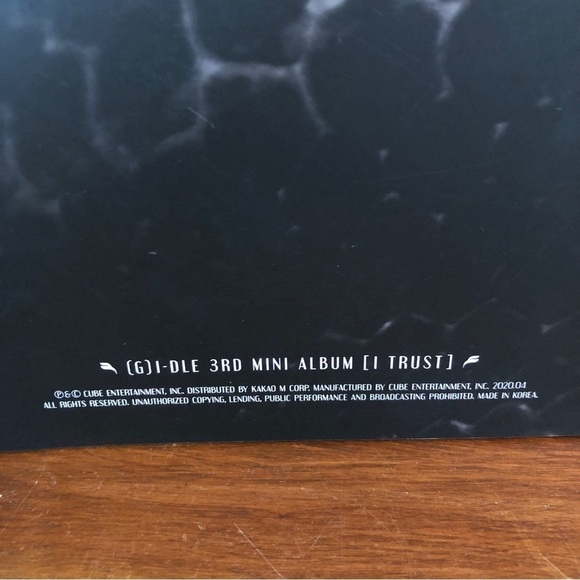 (G)I-DLE 3RD MINI ALBUM [I TRUST]
℗&© CUBE ENTERTAINMENT, INC. DISTRIBUTED BY KAKAO M CORP. MANUFACTURED BY CUBE ENTERTAINMENT, INC. 2020.04
ALL RIGHTS RESERVED. UNAUTHORIZED COPYING, LENDING, PUBLIC PERFORMANCE AND BROADCASTING PROHIBITED. MADE IN KOREA.